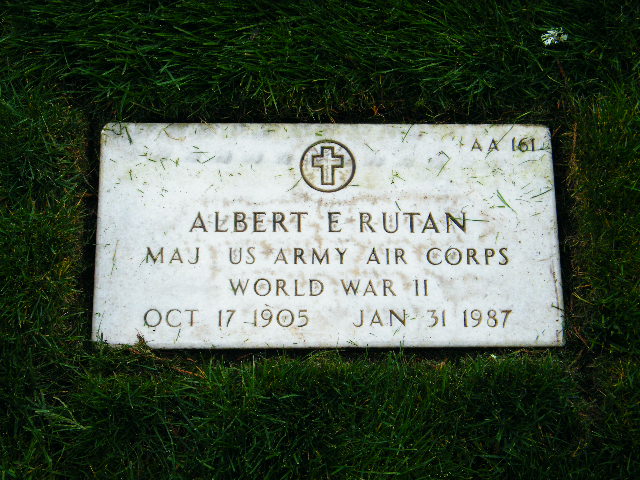 AA 161
ALBERT E RUTAN
MAJ US ARMY AIR CORPS
WORLD WAR II
OCT 17 1905 JAN 31 1987